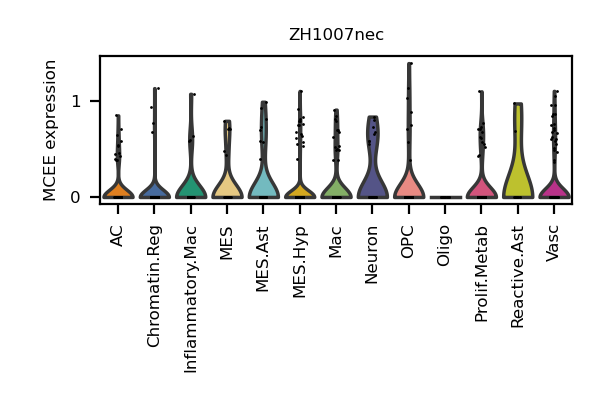 ZH1007nec
MCEE expression
1
0
AC
Chromatin.Reg
Inflammatory.Mac
MES
MES.Ast
MES.Hyp
Mac
Neuron
OPC
Oligo
Prolif.Metab
Reactive.Ast
Vasc